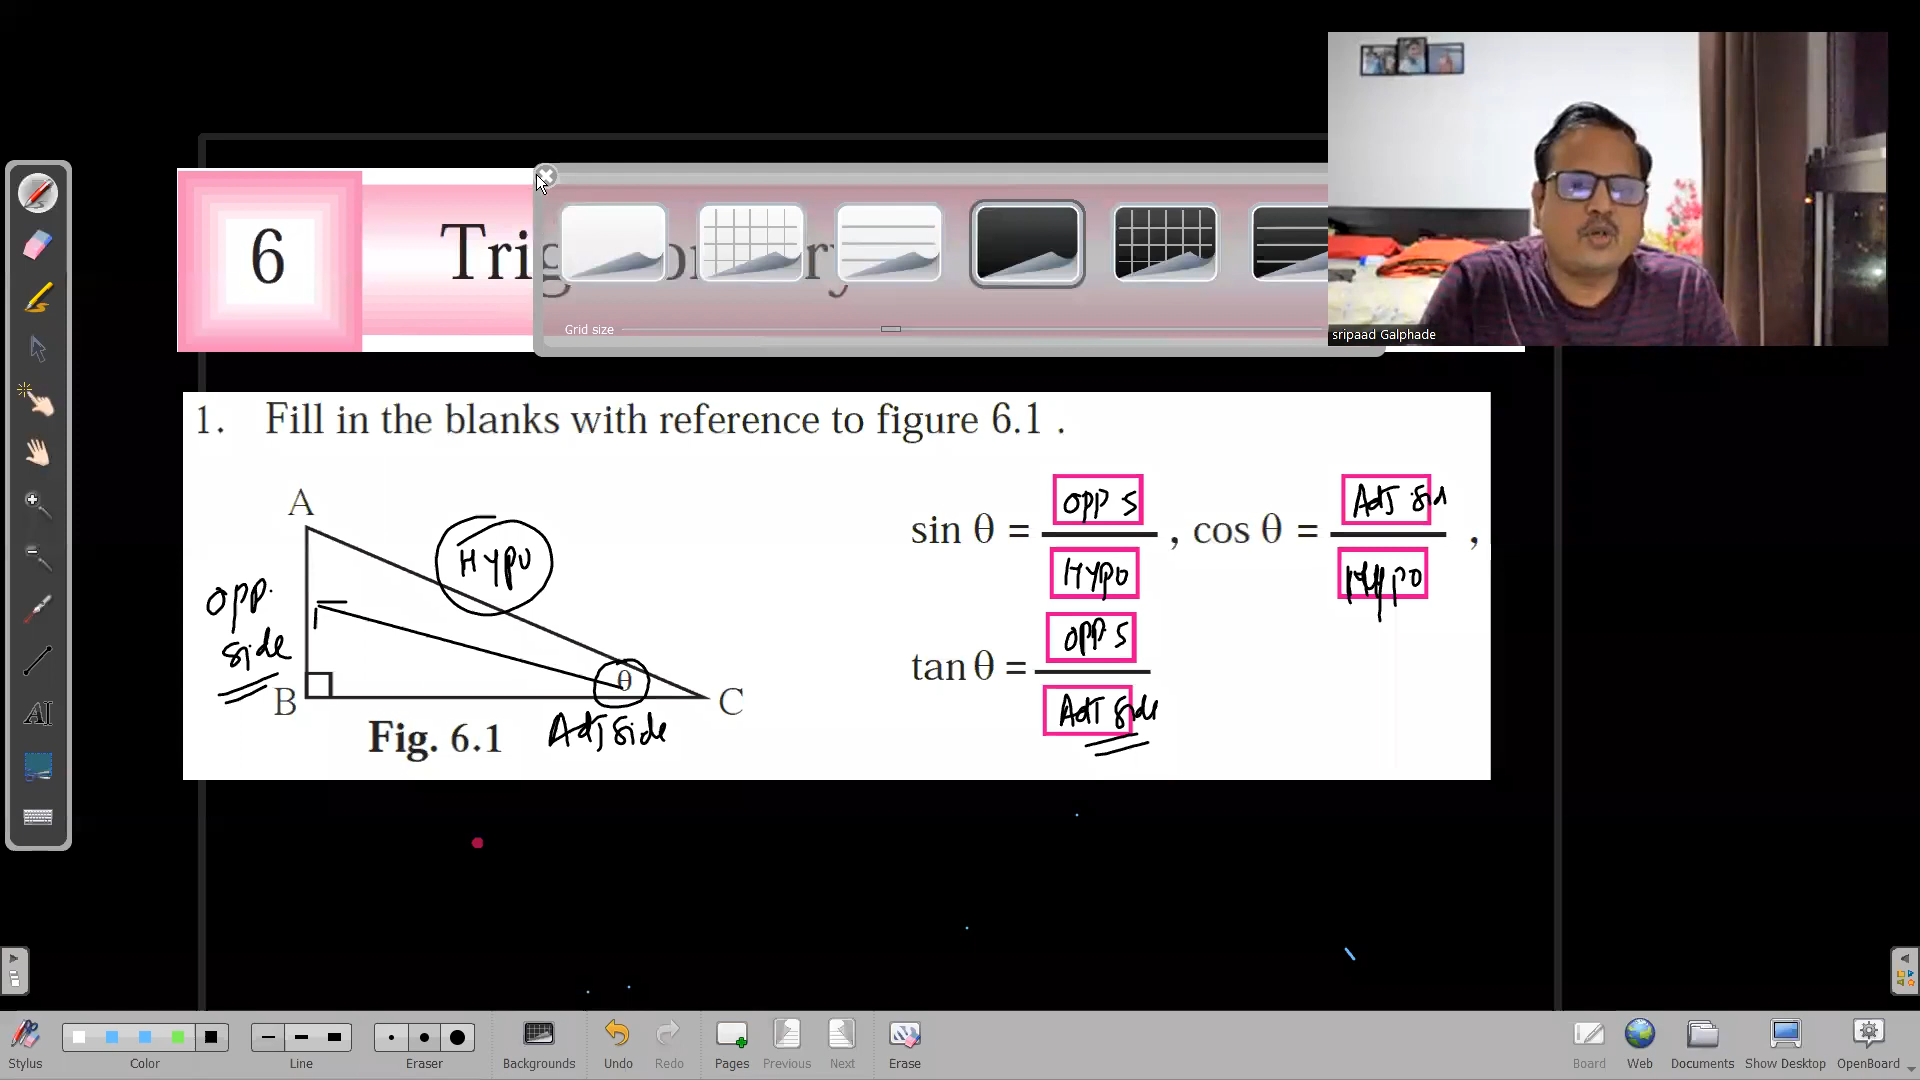 sripaad Galphade
6
Trigonometry
Grid size
1. Fill in the blanks with reference to figure 6.1 .
A
Hypo
opp.
side
θ
B
C
Adj side
Fig. 6.1
sin θ = opp s / Hypo , cos θ = Adj sid / Hypo ,
tan θ = opp s / Adj side
AI
Stylus
Color
Line
Eraser
Backgrounds
Undo
Redo
Pages
Previous
Next
Erase
Board
Web
Documents
Show Desktop
OpenBoard